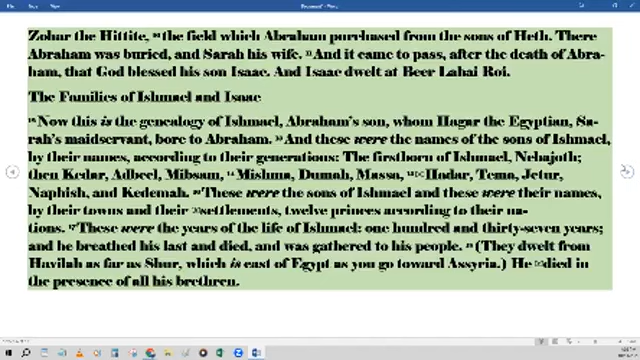 Zohar the Hittite, the field which Abraham purchased from the sons of Heth. There
Abraham was buried, and Sarah his wife. And it came to pass, after the death of Abra-
ham, that God blessed his son Isaac. And Isaac dwelt at Beer Lahai Roi.
The Families of Ishmael and Isaac
Now this is the genealogy of Ishmael, Abraham's son, whom Hagar the Egyptian, Sa-
rah's maidservant, bore to Abraham. And these were the names of the sons of Ishmael,
by their names, according to their generations: The firstborn of Ishmael, Nebajoth;
then Kedar, Adbeel, Mibsam, Mishma, Dumah, Massa, Hadar, Tema, Jetur,
Naphish, and Kedemah. These were the sons of Ishmael and these were their names,
by their towns and their settlements, twelve princes according to their na-
tions. These were the years of the life of Ishmael: one hundred and thirty-seven years;
and he breathed his last and died, and was gathered to his people. (They dwelt from
Havilah as far as Shur, which is east of Egypt as you go toward Assyria.) He died in
the presence of all his brethren.